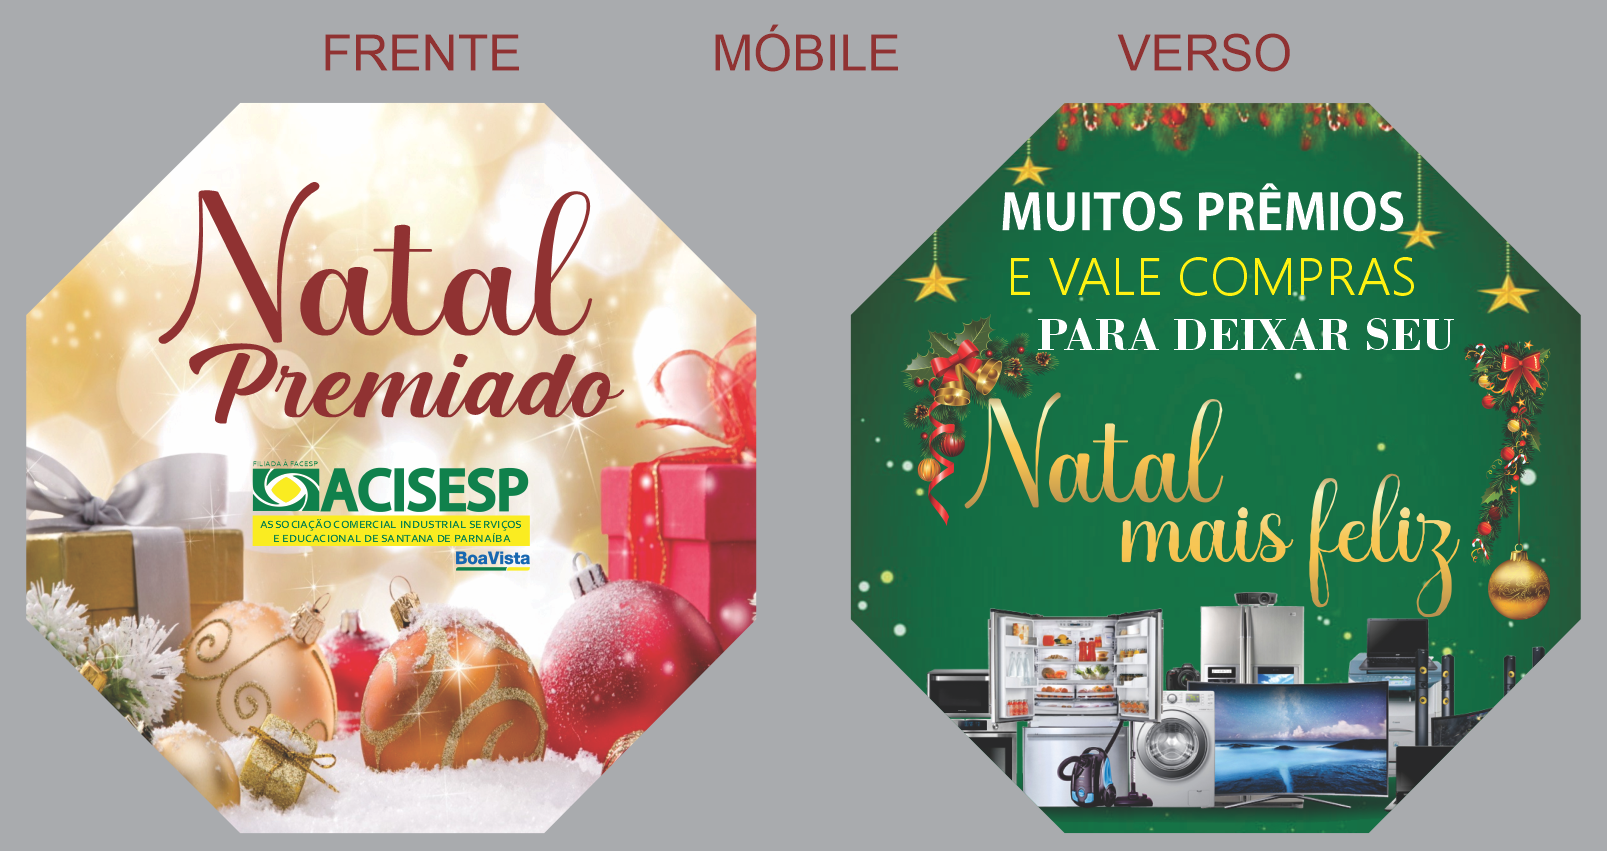 FRENTE MÓBILE VERSO
Natal
Premiado
FILIADA À FACESP
ACISESP
ASSOCIAÇÃO COMERCIAL INDUSTRIAL SERVIÇOS
E EDUCACIONAL DE SANTANA DE PARNAÍBA
BoaVista
MUITOS PRÊMIOS
E VALE COMPRAS
PARA DEIXAR SEU
Natal
mais feliz